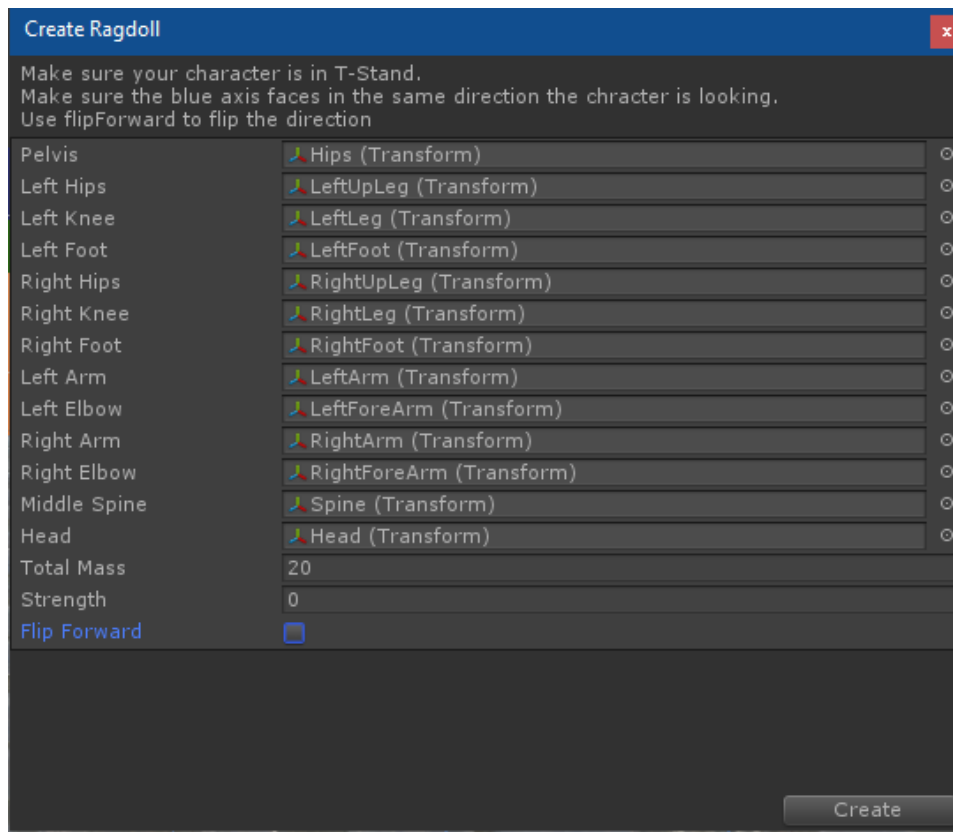 Create Ragdoll
x
Make sure your character is in T-Stand.
Make sure the blue axis faces in the same direction the chracter is looking.
Use flipForward to flip the direction
Pelvis Hips (Transform)
Left Hips LeftUpLeg (Transform)
Left Knee LeftLeg (Transform)
Left Foot LeftFoot (Transform)
Right Hips RightUpLeg (Transform)
Right Knee RightLeg (Transform)
Right Foot RightFoot (Transform)
Left Arm LeftArm (Transform)
Left Elbow LeftForeArm (Transform)
Right Arm RightArm (Transform)
Right Elbow RightForeArm (Transform)
Middle Spine Spine (Transform)
Head Head (Transform)
Total Mass 20
Strength 0
Flip Forward
Create